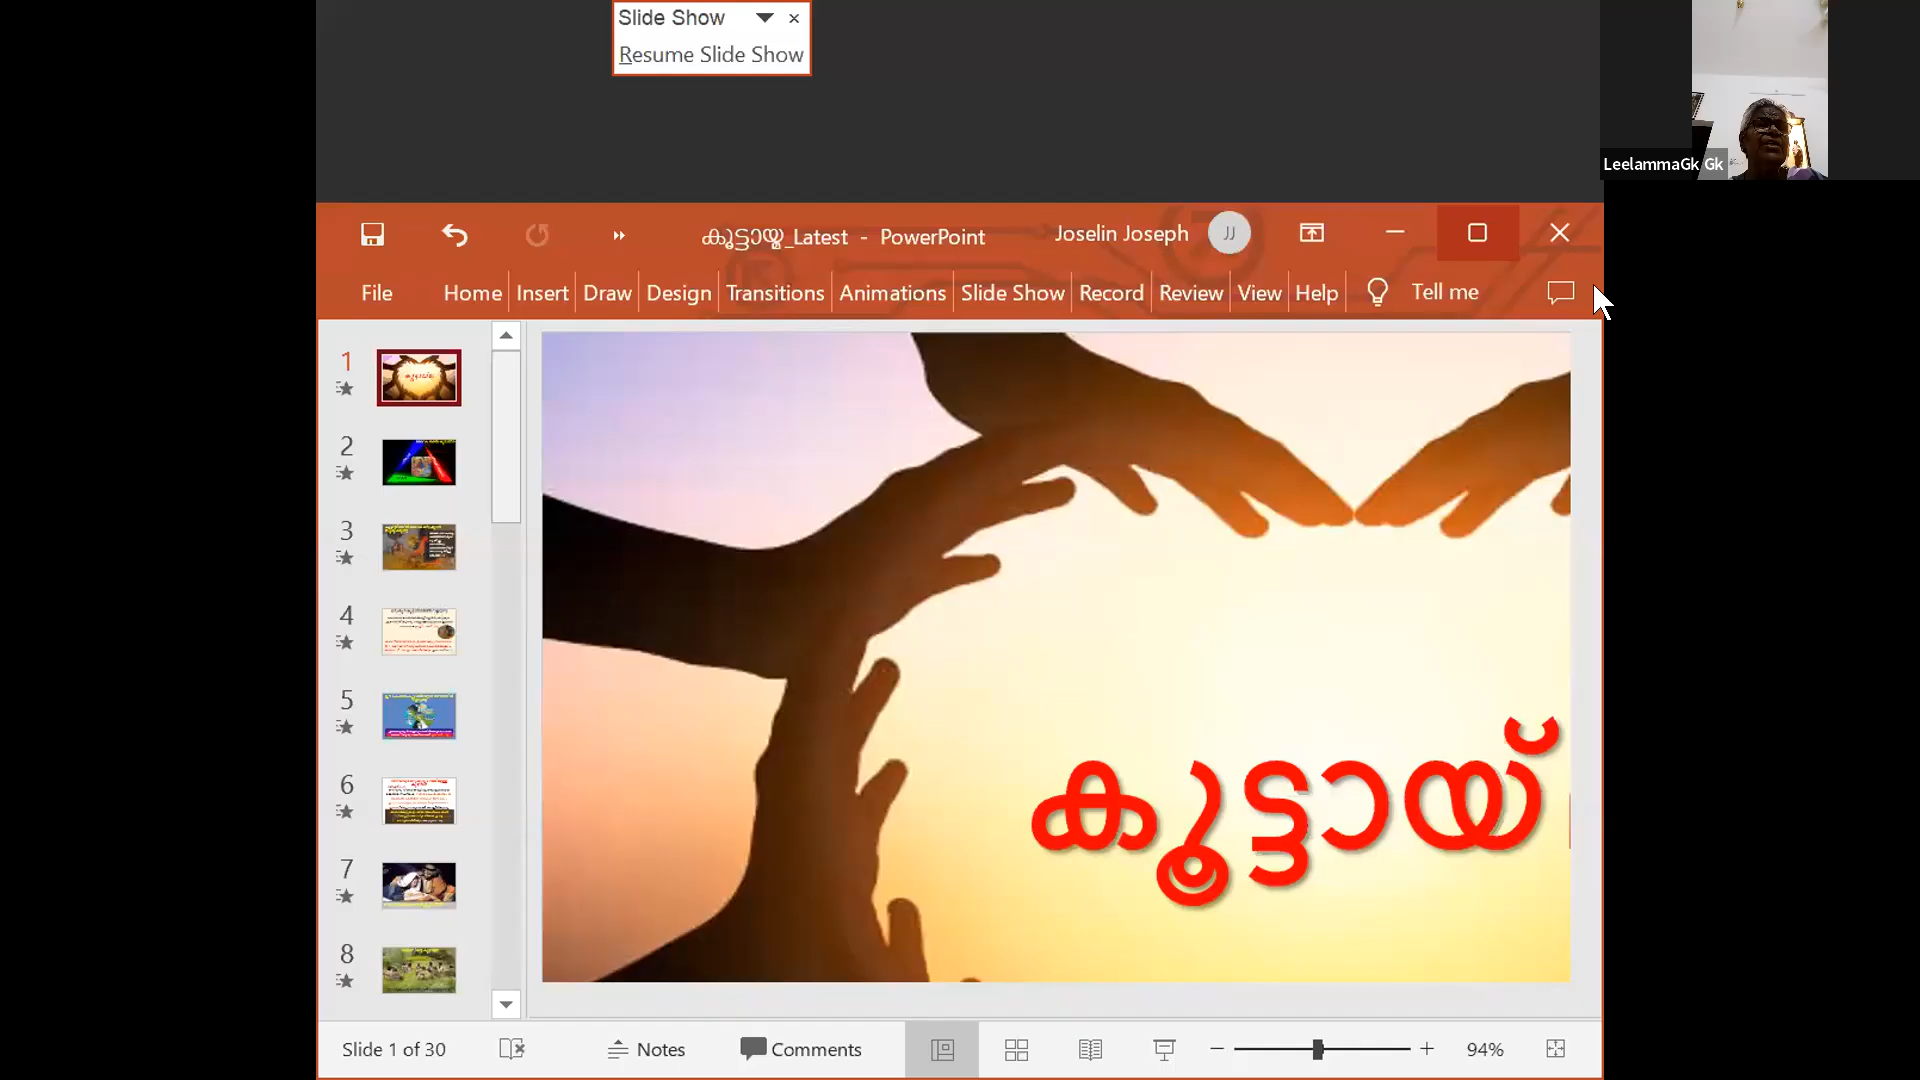 Slide Show
Resume Slide Show
LeelammaGk Gk
കൂട്ടായ്മ_Latest - PowerPoint
Joselin Joseph
JJ
File Home Insert Draw Design Transitions Animations Slide Show Record Review View Help Tell me
1
2
3
4
5
6
7
8
കൂട്ടായ്
Slide 1 of 30 Notes Comments 94%